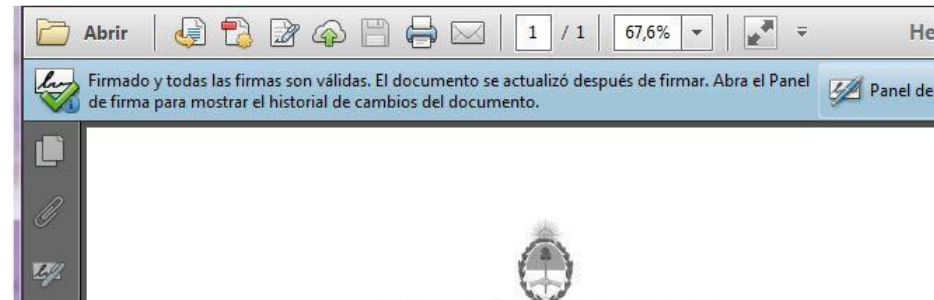 Abrir
1 / 1
67,6%
He
Firmado y todas las firmas son válidas. El documento se actualizó después de firmar. Abra el Panel
de firma para mostrar el historial de cambios del documento.
Panel de